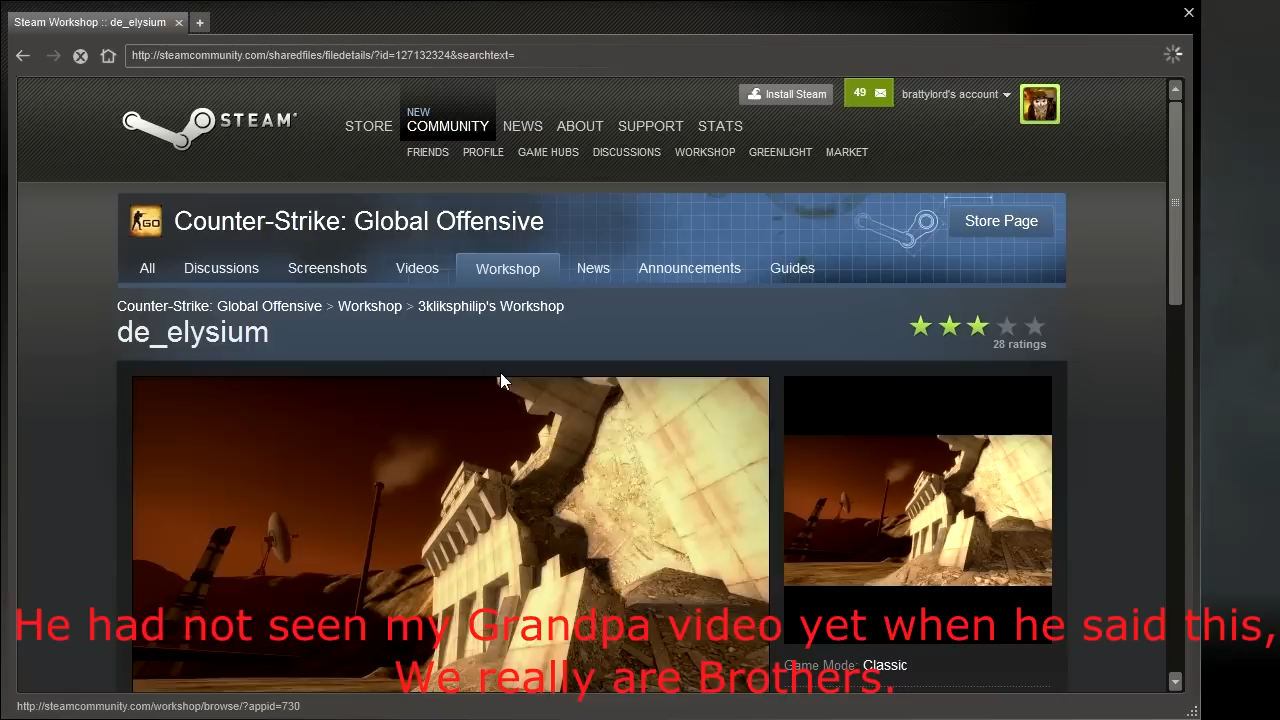 Steam Workshop :: de_elysium
http://steamcommunity.com/sharedfiles/filedetails/?id=127132324&searchtext=
Install Steam
49
brattylord's account
STEAM
NEW
STORE COMMUNITY NEWS ABOUT SUPPORT STATS
FRIENDS PROFILE GAME HUBS DISCUSSIONS WORKSHOP GREENLIGHT MARKET
GO
Counter-Strike: Global Offensive
Store Page
All Discussions Screenshots Videos Workshop News Announcements Guides
Counter-Strike: Global Offensive > Workshop > 3kliksphilip's Workshop
de_elysium
28 ratings
He had not seen my Grandpa video yet when he said this,
Game Mode: Classic
We really are Brothers.
http://steamcommunity.com/workshop/browse/?appid=730